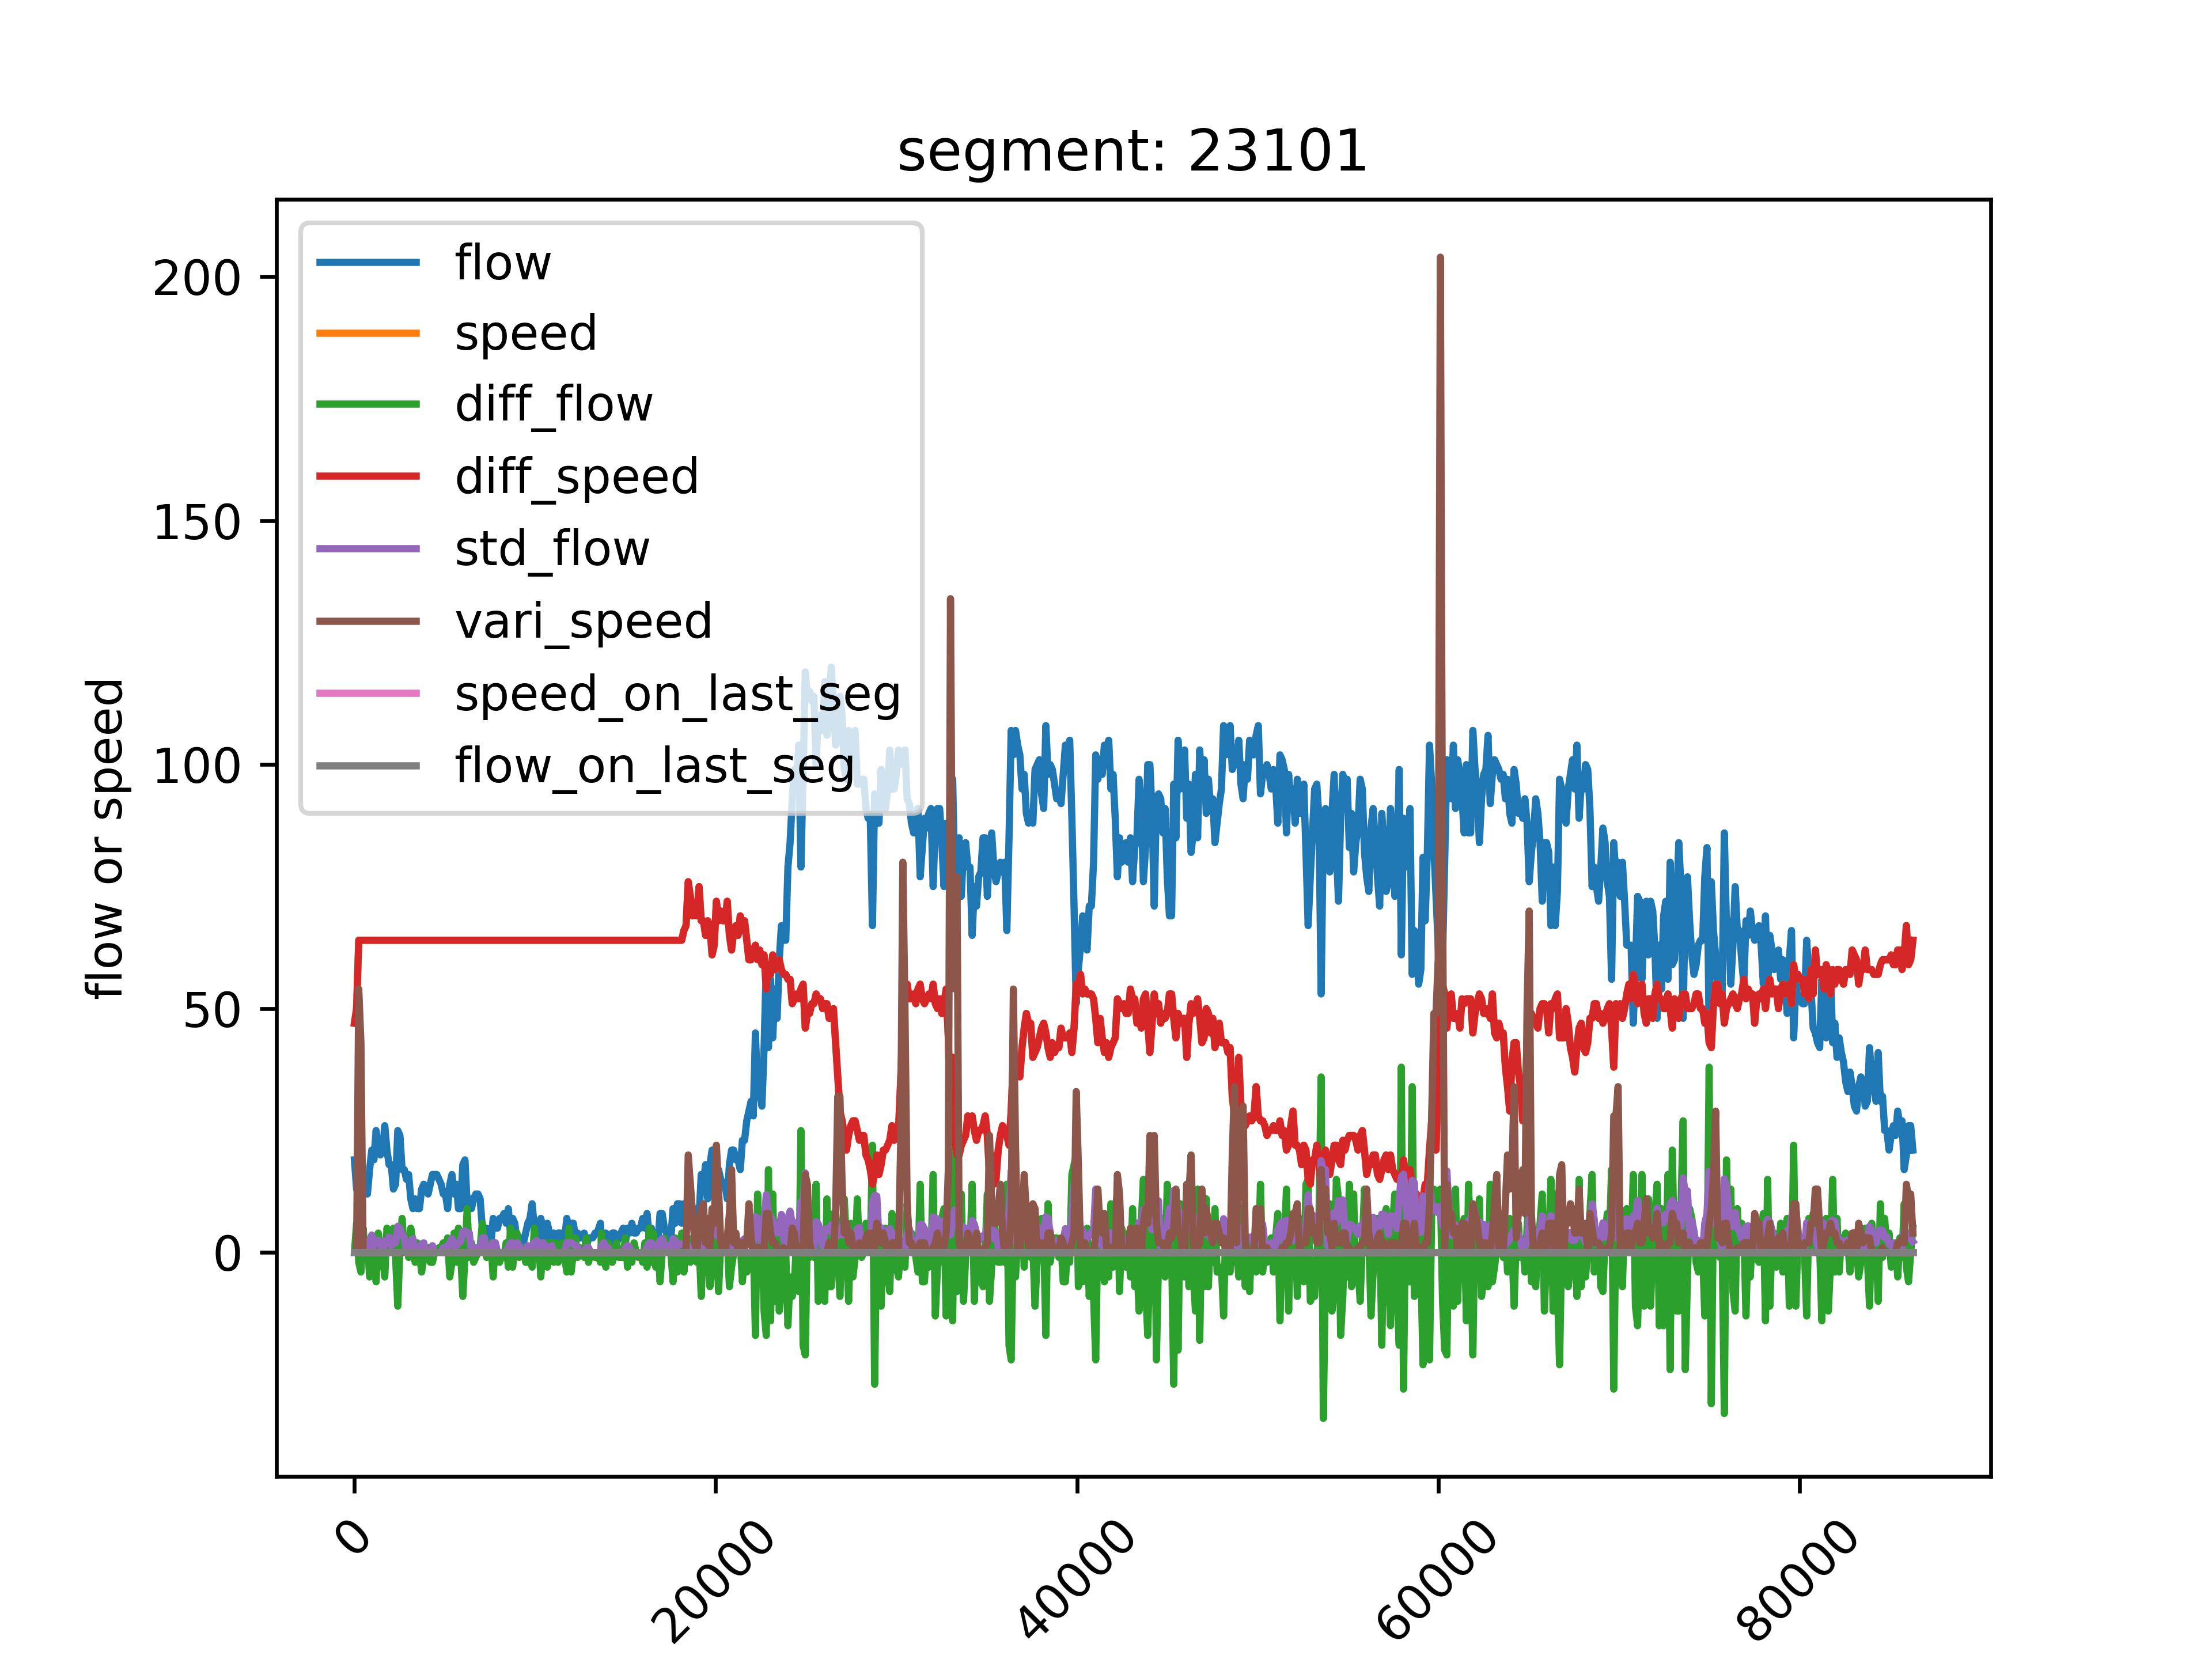 segment: 23101
flow or speed
200
150
100
50
0
flow
speed
diff_flow
diff_speed
std_flow
vari_speed
speed_on_last_seg
flow_on_last_seg
0
20000
40000
60000
80000